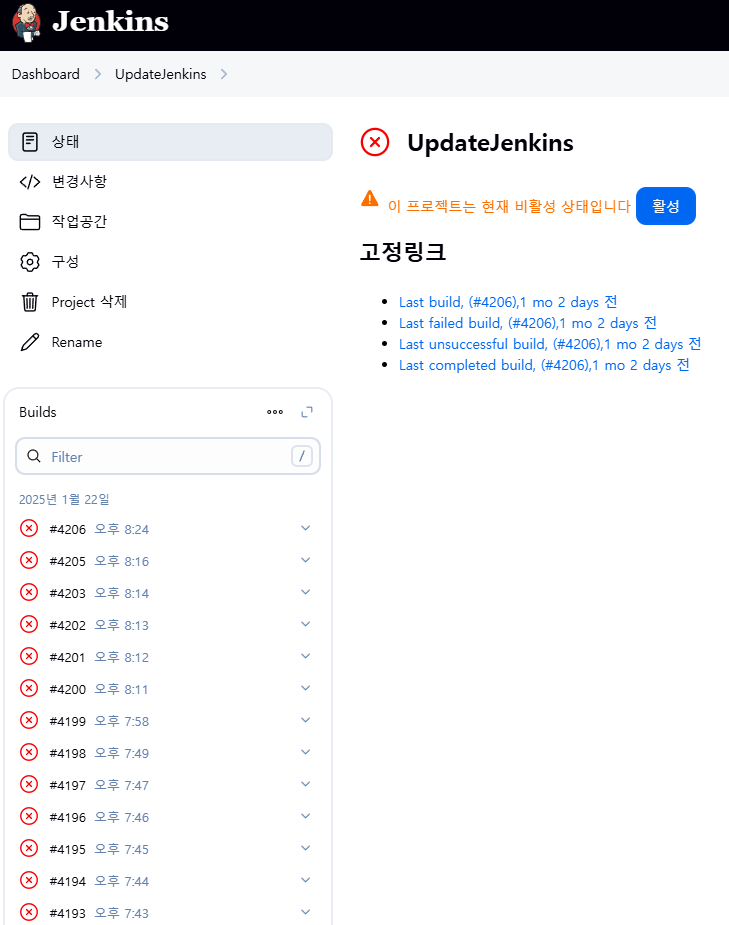 Jenkins
Dashboard
UpdateJenkins
상태
변경사항
작업공간
구성
Project 삭제
Rename
UpdateJenkins
이 프로젝트는 현재 비활성 상태입니다 활성
고정링크
Last build, (#4206),1 mo 2 days 전
Last failed build, (#4206),1 mo 2 days 전
Last unsuccessful build, (#4206),1 mo 2 days 전
Last completed build, (#4206),1 mo 2 days 전
Builds
Filter /
2025년 1월 22일
#4206 오후 8:24
#4205 오후 8:16
#4203 오후 8:14
#4202 오후 8:13
#4201 오후 8:12
#4200 오후 8:11
#4199 오후 7:58
#4198 오후 7:49
#4197 오후 7:47
#4196 오후 7:46
#4195 오후 7:45
#4194 오후 7:44
#4193 오후 7:43